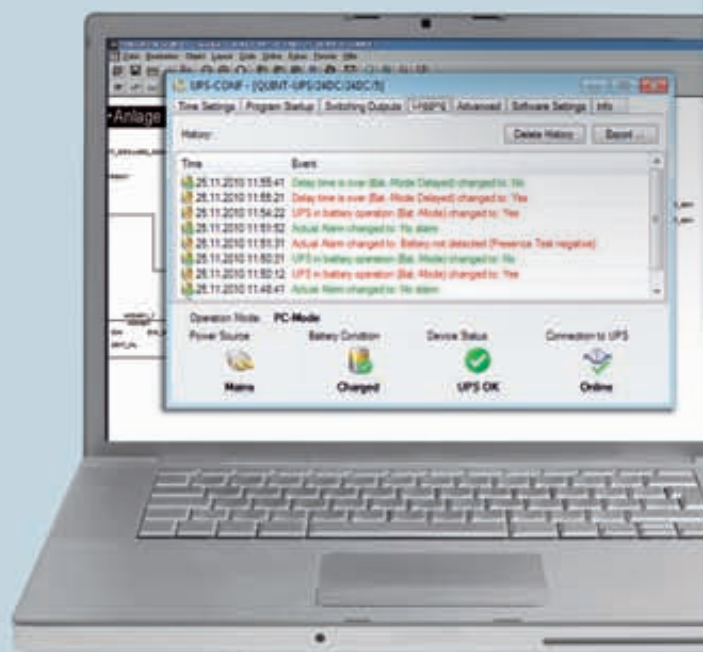 UPS-CONF - [QUINT-UPS/24DC/24DC/5]
Time Settings Program Startup Switching Outputs Logging Advanced Software Settings Info
Anlage
History: Delete History Export ...
Time Event
25.11.2010 11:55:41 Delay time is over (Bat.-Mode Delayed) changed to: No
25.11.2010 11:55:21 Delay time is over (Bat.-Mode Delayed) changed to: Yes
25.11.2010 11:54:22 UPS in battery operation (Bat.-Mode) changed to: Yes
25.11.2010 11:51:52 Actual Alarm changed to: No alarm
25.11.2010 11:51:31 Actual Alarm changed to: Battery not detected (Presence Test negative)
25.11.2010 11:50:31 UPS in battery operation (Bat.-Mode) changed to: No
25.11.2010 11:50:12 UPS in battery operation (Bat.-Mode) changed to: Yes
25.11.2010 11:48:41 Actual Alarm changed to: No alarm
Operation Mode: PC-Mode
Power Source Battery Condition Device Status Connection to UPS
Mains Charged UPS OK Online